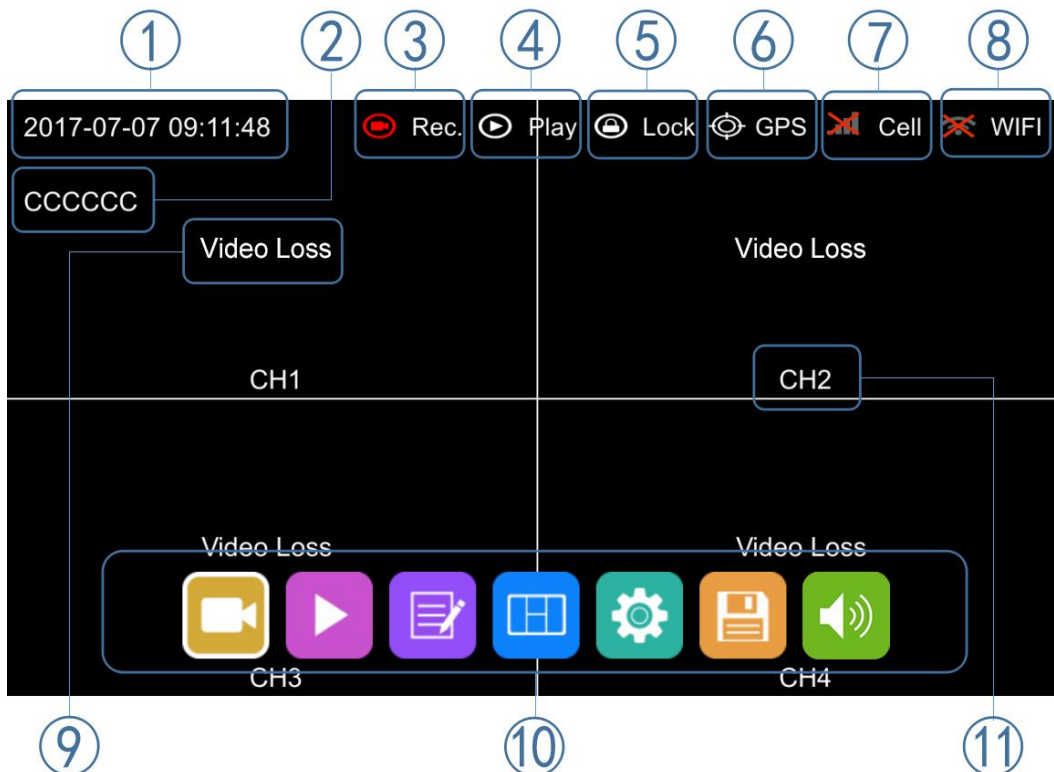 ① ② ③ ④ ⑤ ⑥ ⑦ ⑧
2017-07-07 09:11:48 Rec. Play Lock GPS Cell WIFI
CCCCCC
Video Loss Video Loss
CH1 CH2
Video Loss Video Loss
CH3 CH4
⑨ ⑩ ⑪